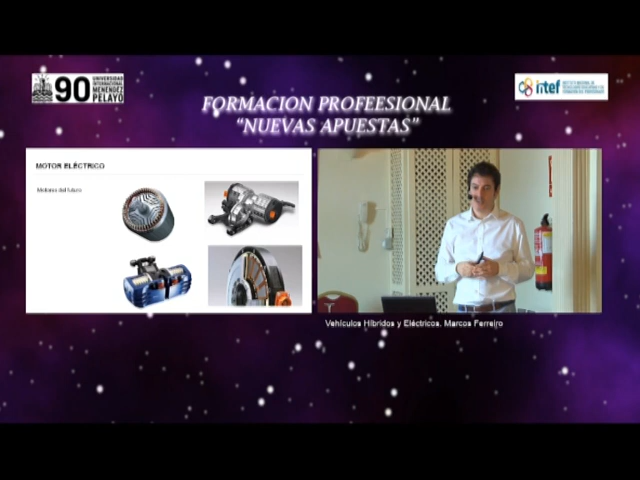 90
UNIVERSIDAD
INTERNACIONAL
MENÉNDEZ
PELAYO
intef
FORMACION PROFEESIONAL
“NUEVAS APUESTAS”
MOTOR ELÉCTRICO
Motores del futuro
Vehículos Híbridos y Eléctricos. Marcos Ferreiro